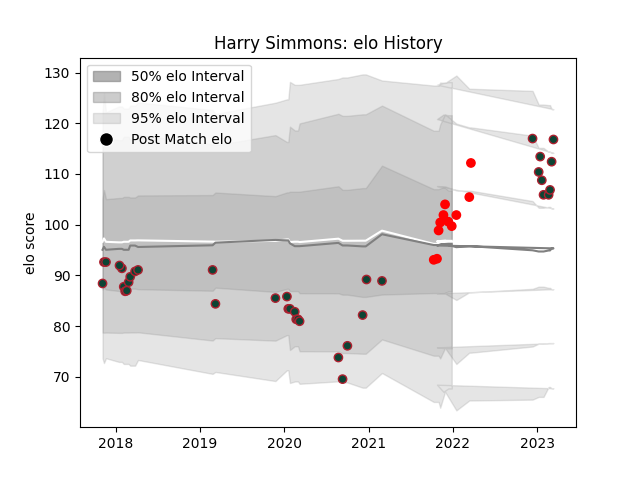 Harry Simmons: elo History
50% elo Interval
80% elo Interval
95% elo Interval
Post Match elo
elo score
130
120
110
100
90
80
70
2018
2019
2020
2021
2022
2023